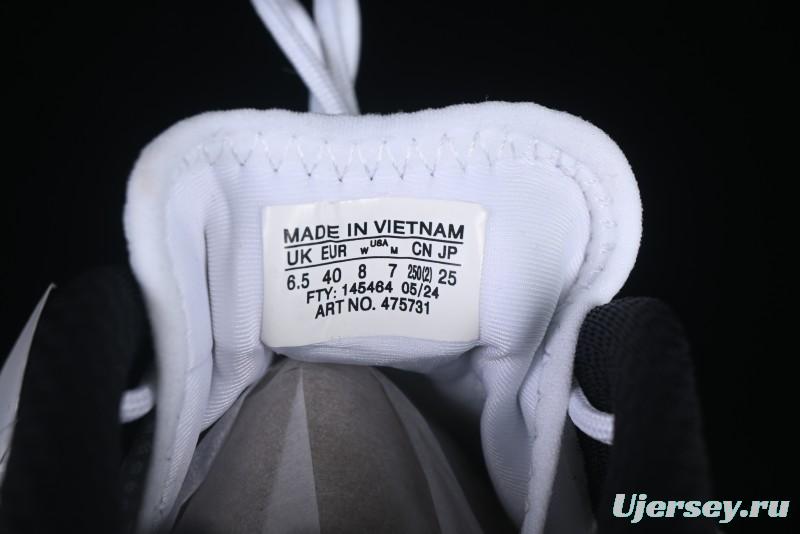 MADE IN VIETNAM
UK EUR W USA M CN JP
6.5 40 8 7 250(2) 25
FTY: 145464 05/24
ART NO. 475731
Ujersey.ru